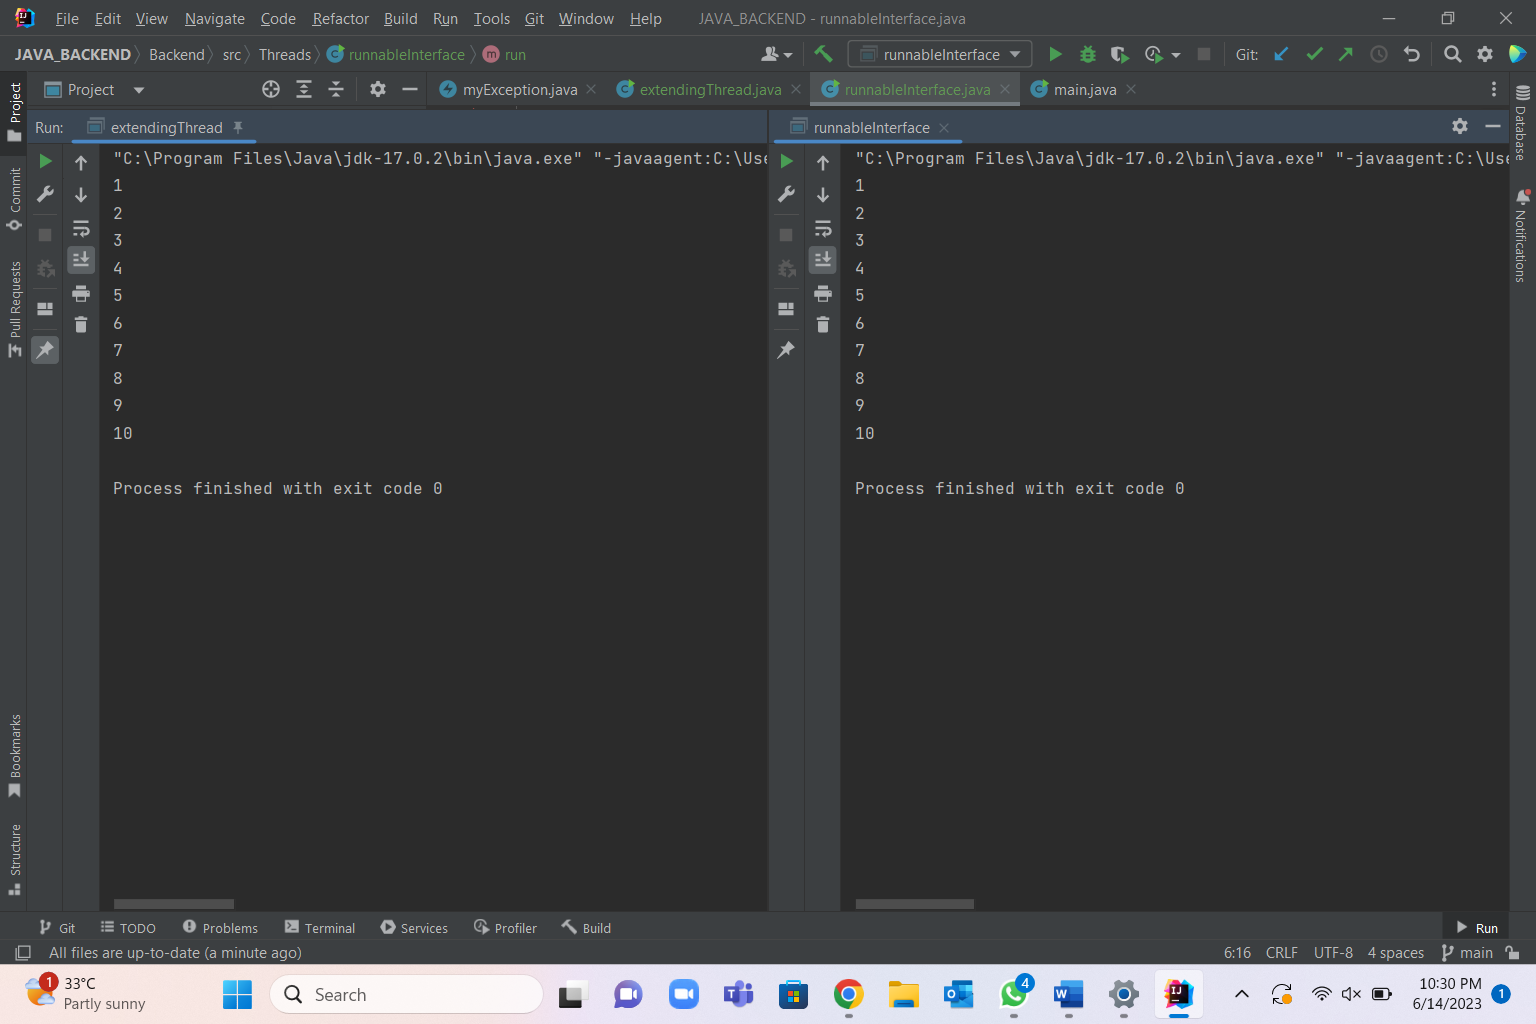 File Edit View Navigate Code Refactor Build Run Tools Git Window Help JAVA_BACKEND - runnableInterface.java
JAVA_BACKEND Backend src Threads runnableInterface m run runnableInterface Git:
Project myException.java extendingThread.java runnableInterface.java main.java
Run: extendingThread
"C:\Program Files\Java\jdk-17.0.2\bin\java.exe" "-javaagent:C:\Use
1
2
3
4
5
6
7
8
9
10
Process finished with exit code 0
runnableInterface
"C:\Program Files\Java\jdk-17.0.2\bin\java.exe" "-javaagent:C:\Use
1
2
3
4
5
6
7
8
9
10
Process finished with exit code 0
Project
Commit
Pull Requests
Bookmarks
Structure
Database
Notifications
Git TODO Problems Terminal Services Profiler Build Run
All files are up-to-date (a minute ago) 6:16 CRLF UTF-8 4 spaces main
1 33°C
Partly sunny
Search
4
10:30 PM
6/14/2023
1